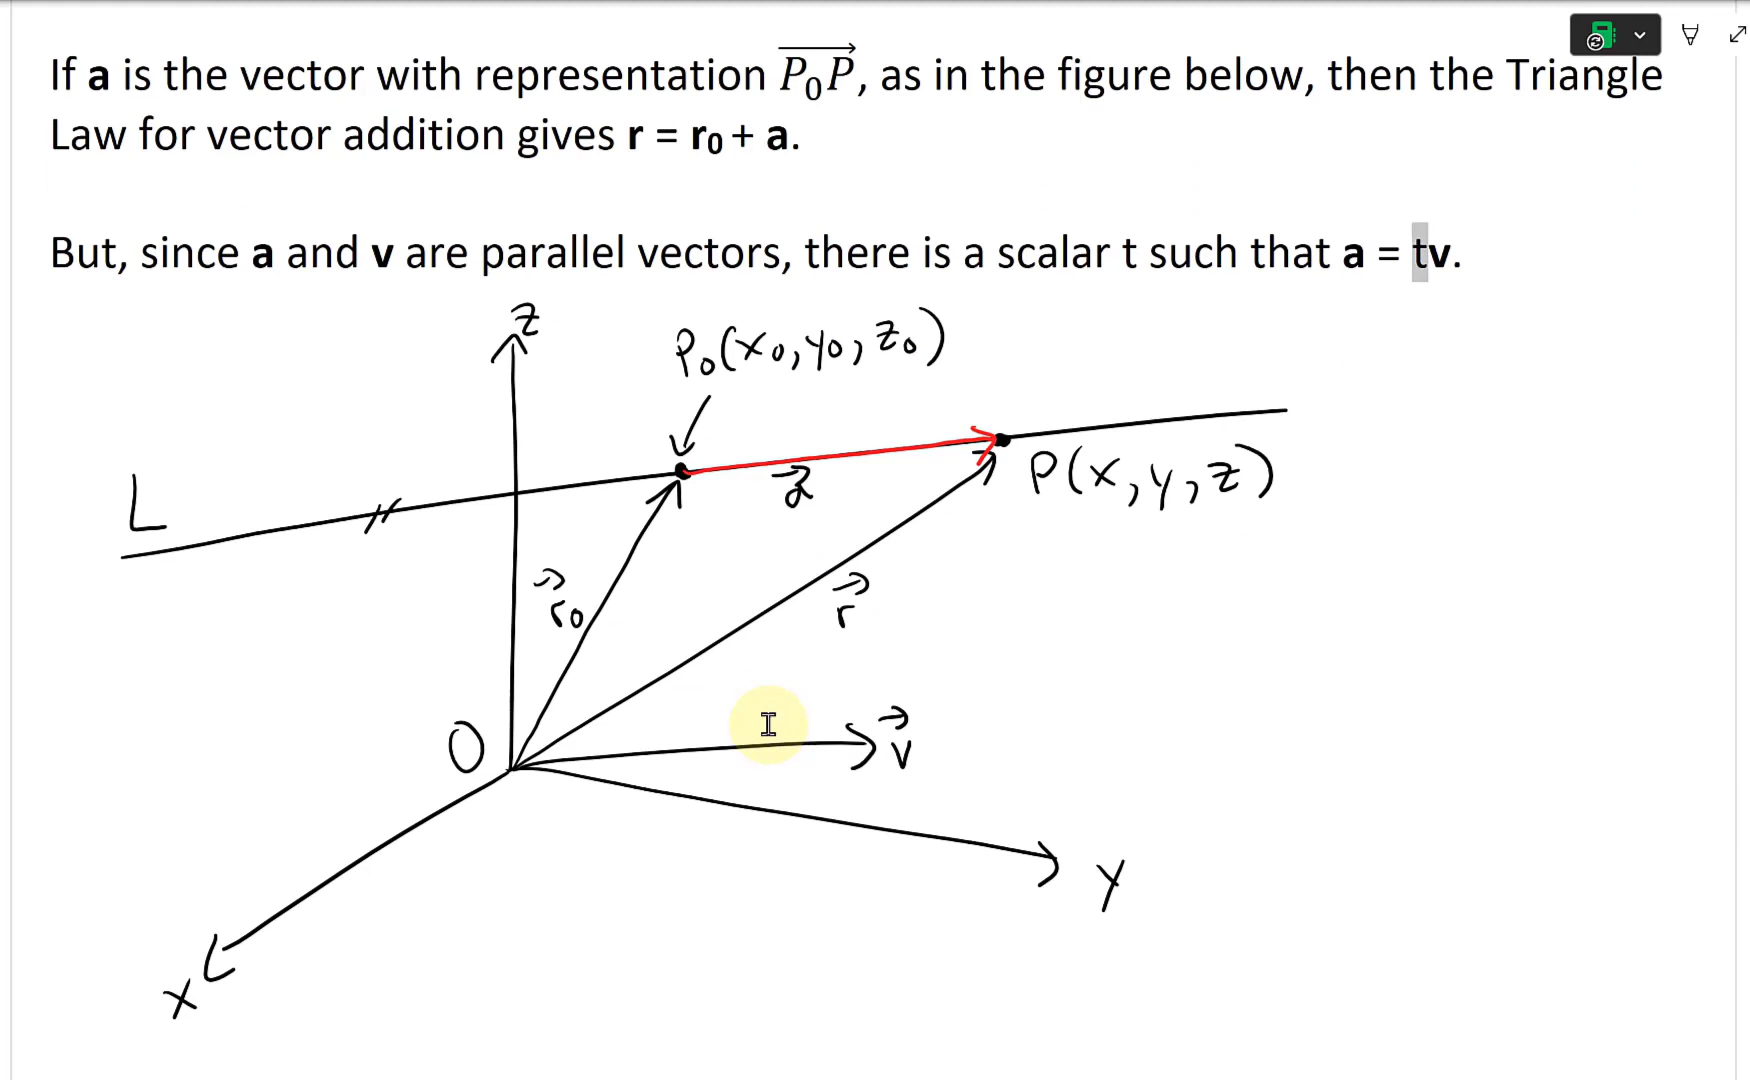 If a is the vector with representation P₀P, as in the figure below, then the Triangle
Law for vector addition gives r = r₀ + a.
But, since a and v are parallel vectors, there is a scalar t such that a = tv.
z
P₀(x₀, y₀, z₀)
L
a
P(x, y, z)
r₀
r
O
v
y
x